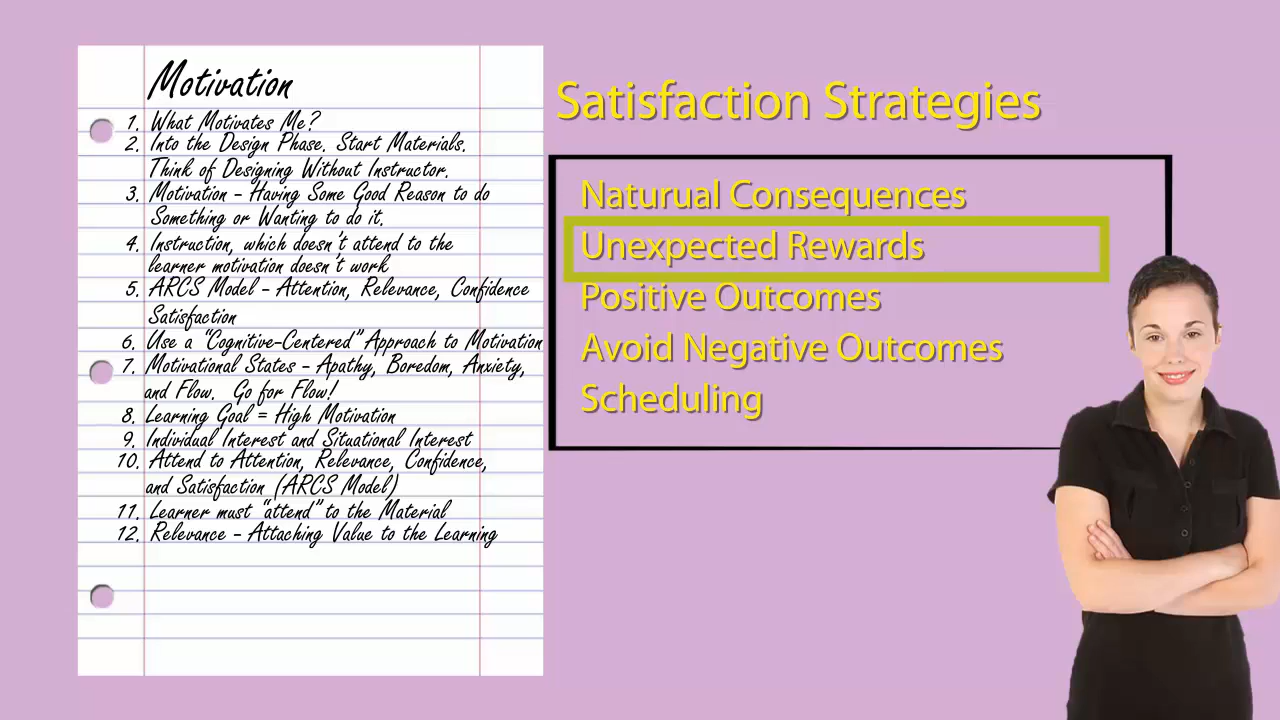 Motivation
1. What Motivates Me?
2. Into the Design Phase. Start Materials.
Think of Designing Without Instructor.
3. Motivation - Having Some Good Reason to do
Something or Wanting to do it.
4. Instruction, which doesn't attend to the
learner motivation doesn't work
5. ARCS Model - Attention, Relevance, Confidence
Satisfaction
6. Use a "Cognitive-Centered" Approach to Motivation
7. Motivational States - Apathy, Boredom, Anxiety,
and Flow. Go for Flow!
8. Learning Goal = High Motivation
9. Individual Interest and Situational Interest
10. Attend to Attention, Relevance, Confidence,
and Satisfaction (ARCS Model)
11. Learner must "attend" to the Material
12. Relevance - Attaching Value to the Learning
Satisfaction Strategies
Naturual Consequences
Unexpected Rewards
Positive Outcomes
Avoid Negative Outcomes
Scheduling